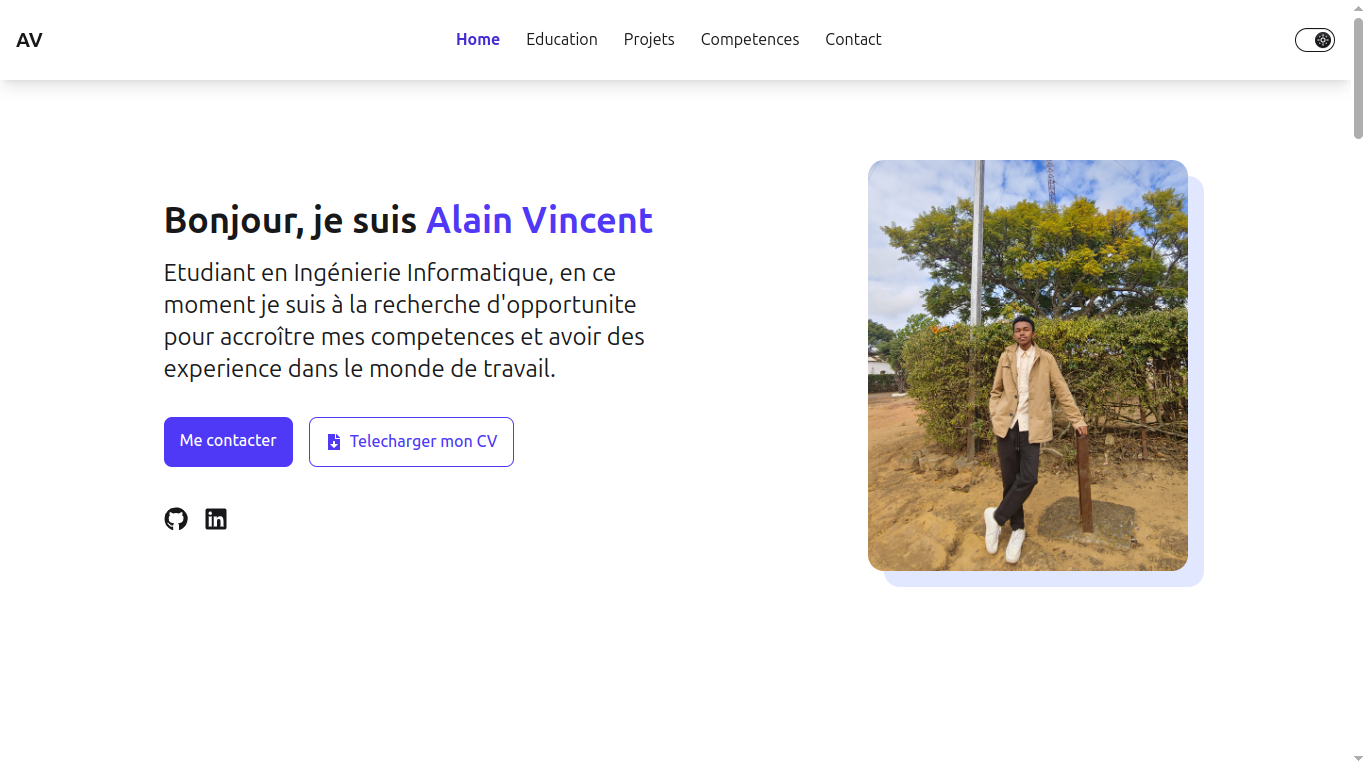 AV
Home Education Projets Competences Contact
Bonjour, je suis Alain Vincent
Etudiant en Ingénierie Informatique, en ce
moment je suis à la recherche d'opportunite
pour accroître mes competences et avoir des
experience dans le monde de travail.
Me contacter
Telecharger mon CV